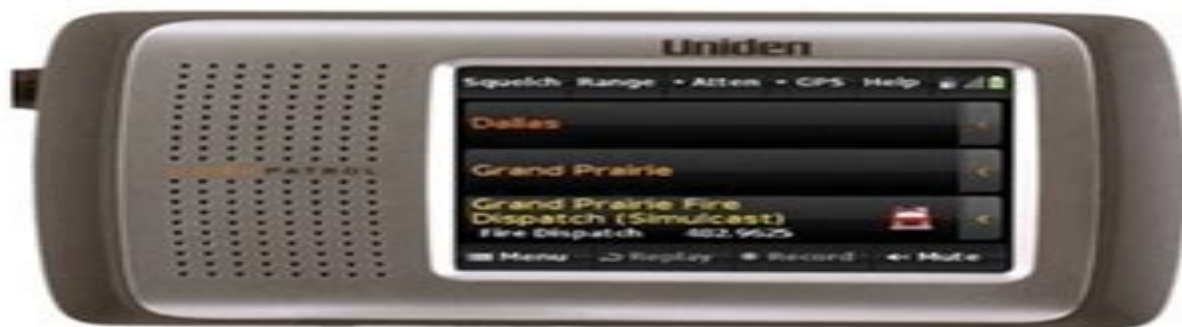 Uniden
Squelch Range • Atten • GPS Help
Dallas <
Grand Prairie <
PATROL
Grand Prairie Fire
Dispatch (Simulcast) <
Fire Dispatch 482.9625
Menu Replay Record Mute